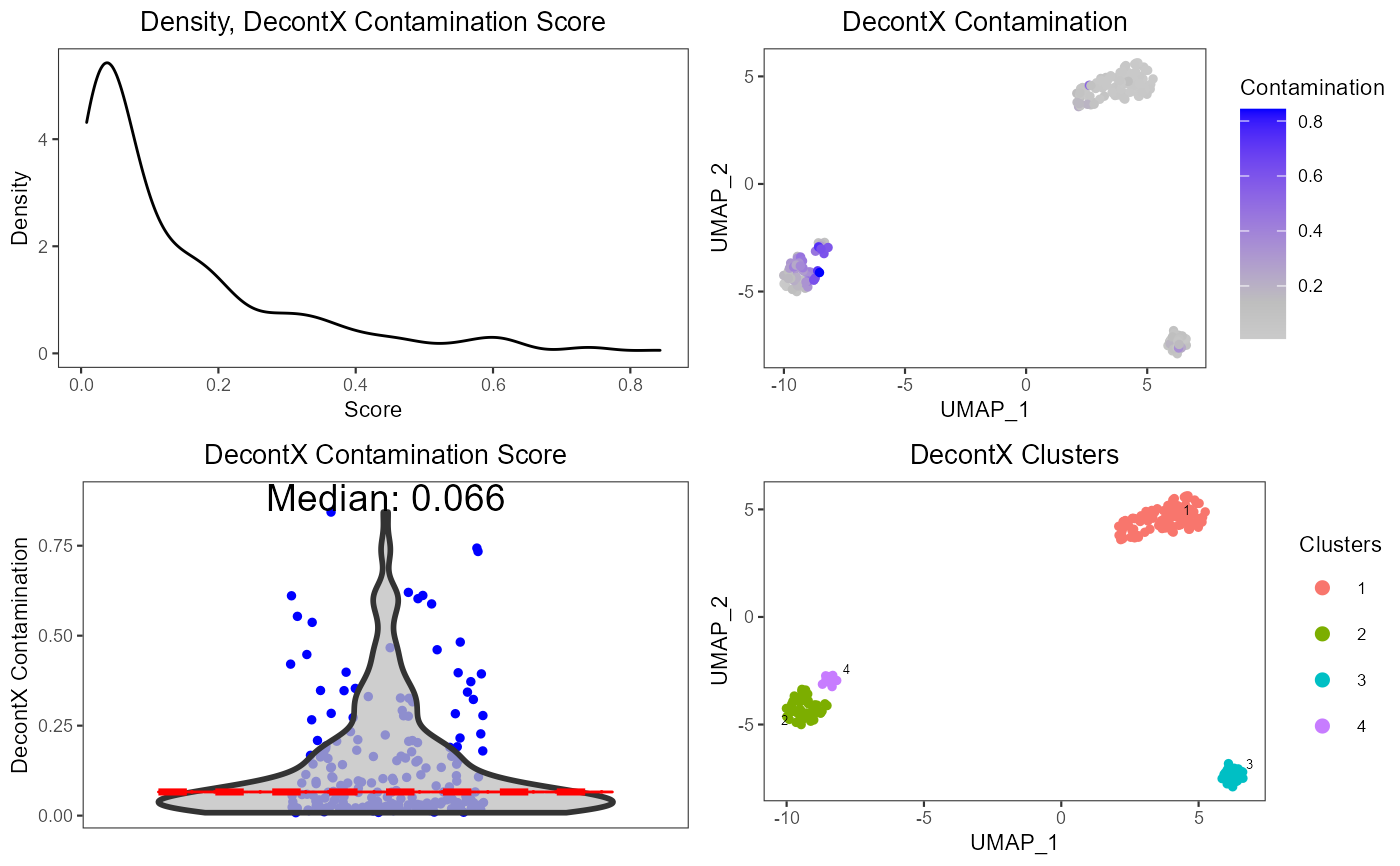 Density, DecontX Contamination Score
Density
4
2
0
0.0 0.2 0.4 0.6 0.8
Score
DecontX Contamination
UMAP_2
5
0
-5
-10 -5 0 5
UMAP_1
Contamination
0.8
0.6
0.4
0.2
DecontX Contamination Score
Median: 0.066
DecontX Contamination
0.75
0.50
0.25
0.00
DecontX Clusters
UMAP_2
5
0
-5
1
4
2
3
-10 -5 0 5
UMAP_1
Clusters
1
2
3
4